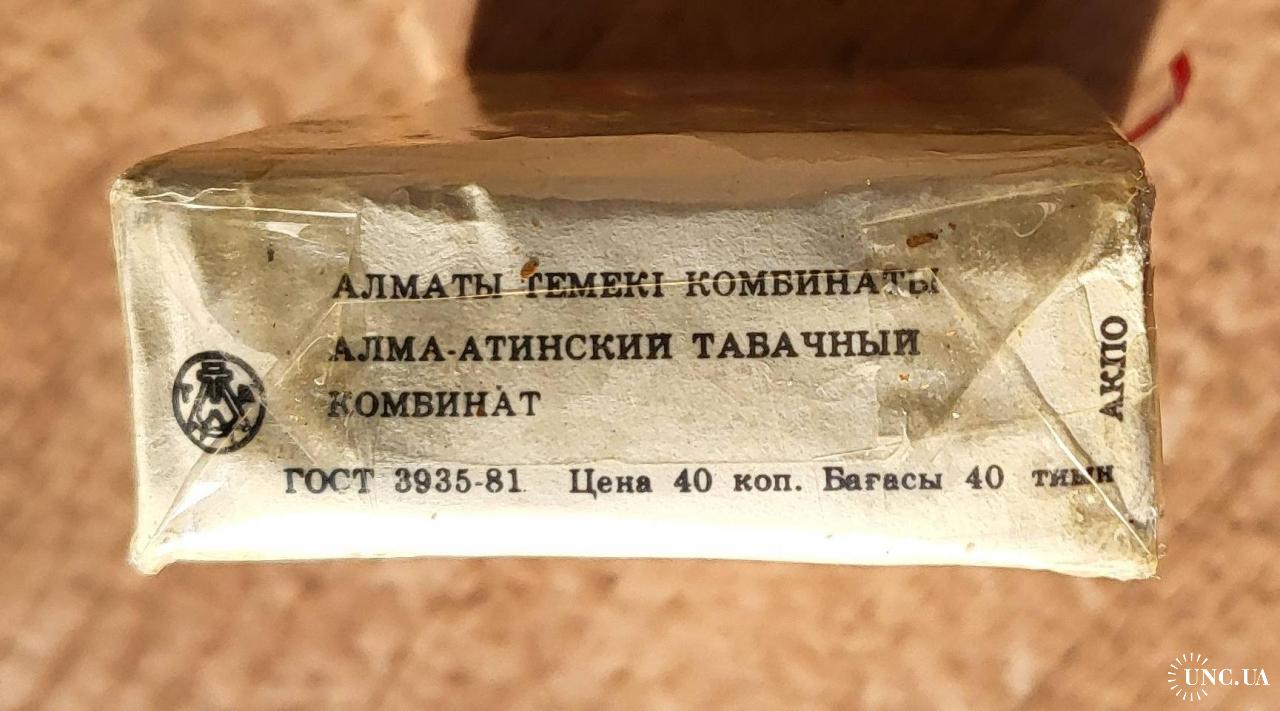 АЛМАТЫ ТЕМЕКІ КОМБИНАТЫ
АЛМА-АТИНСКИЙ ТАБАЧНЫЙ
КОМБИНАТ
ГОСТ 3935-81 Цена 40 коп. Бағасы 40 тиын
АКПО
UNC.UA